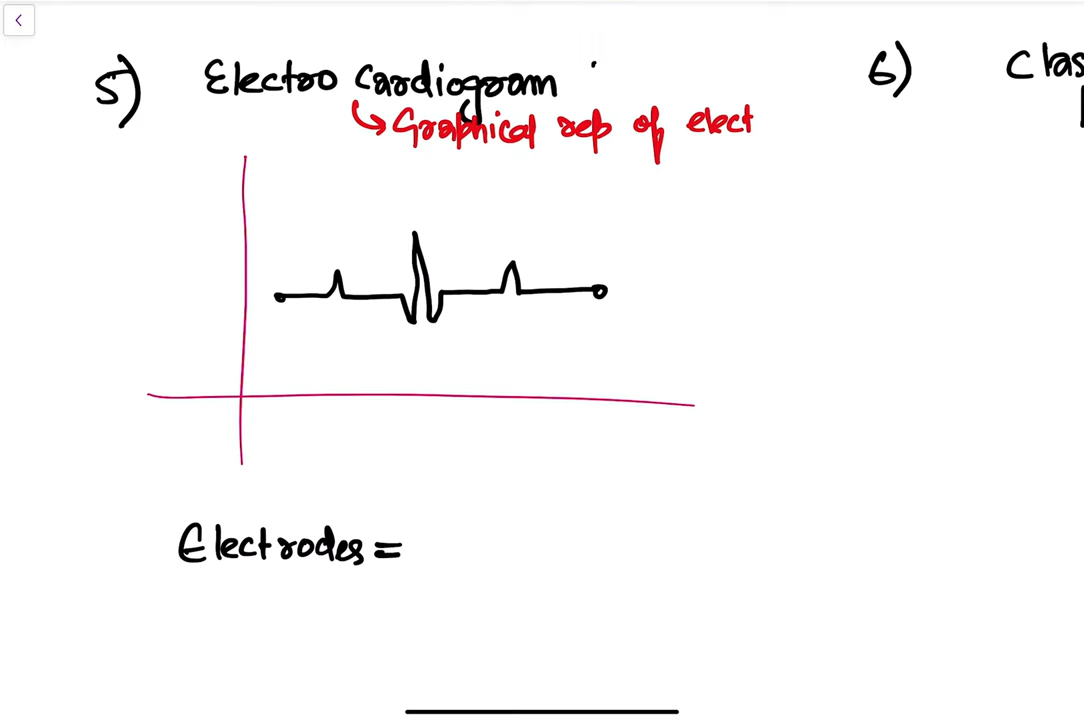 5) Electro Cardiogram
Graphical rep of elect
Electrodes =
6) Clas